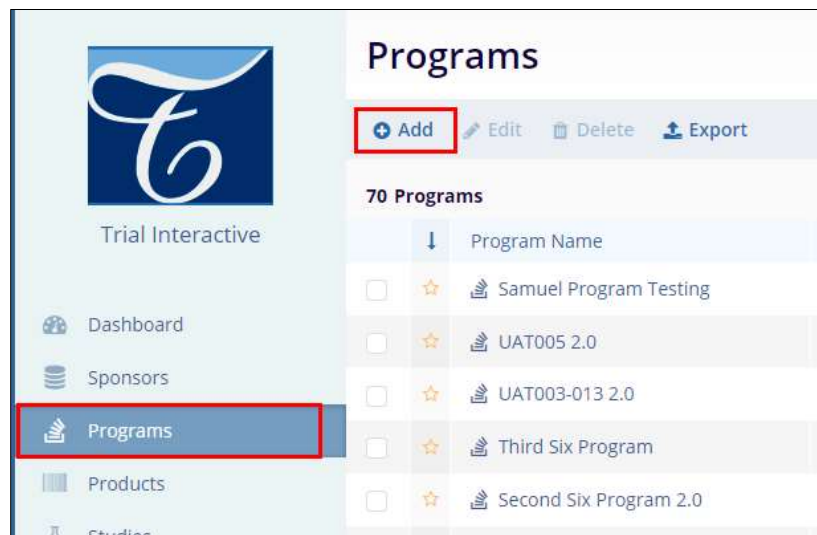 Trial Interactive
Dashboard
Sponsors
Programs
Products
Studies
Programs
Add Edit Delete Export
70 Programs
Program Name
Samuel Program Testing
UAT005 2.0
UAT003-013 2.0
Third Six Program
Second Six Program 2.0